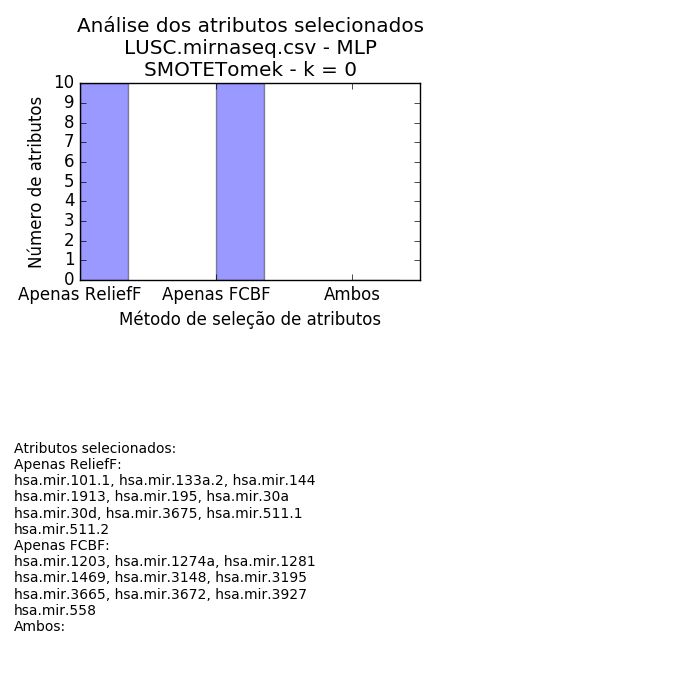 Análise dos atributos selecionados
LUSC.mirnaseq.csv - MLP
SMOTETomek - k = 0
Número de atributos
10
9
8
7
6
5
4
3
2
1
0
Apenas ReliefF Apenas FCBF Ambos
Método de seleção de atributos
Atributos selecionados:
Apenas ReliefF:
hsa.mir.101.1, hsa.mir.133a.2, hsa.mir.144
hsa.mir.1913, hsa.mir.195, hsa.mir.30a
hsa.mir.30d, hsa.mir.3675, hsa.mir.511.1
hsa.mir.511.2
Apenas FCBF:
hsa.mir.1203, hsa.mir.1274a, hsa.mir.1281
hsa.mir.1469, hsa.mir.3148, hsa.mir.3195
hsa.mir.3665, hsa.mir.3672, hsa.mir.3927
hsa.mir.558
Ambos: